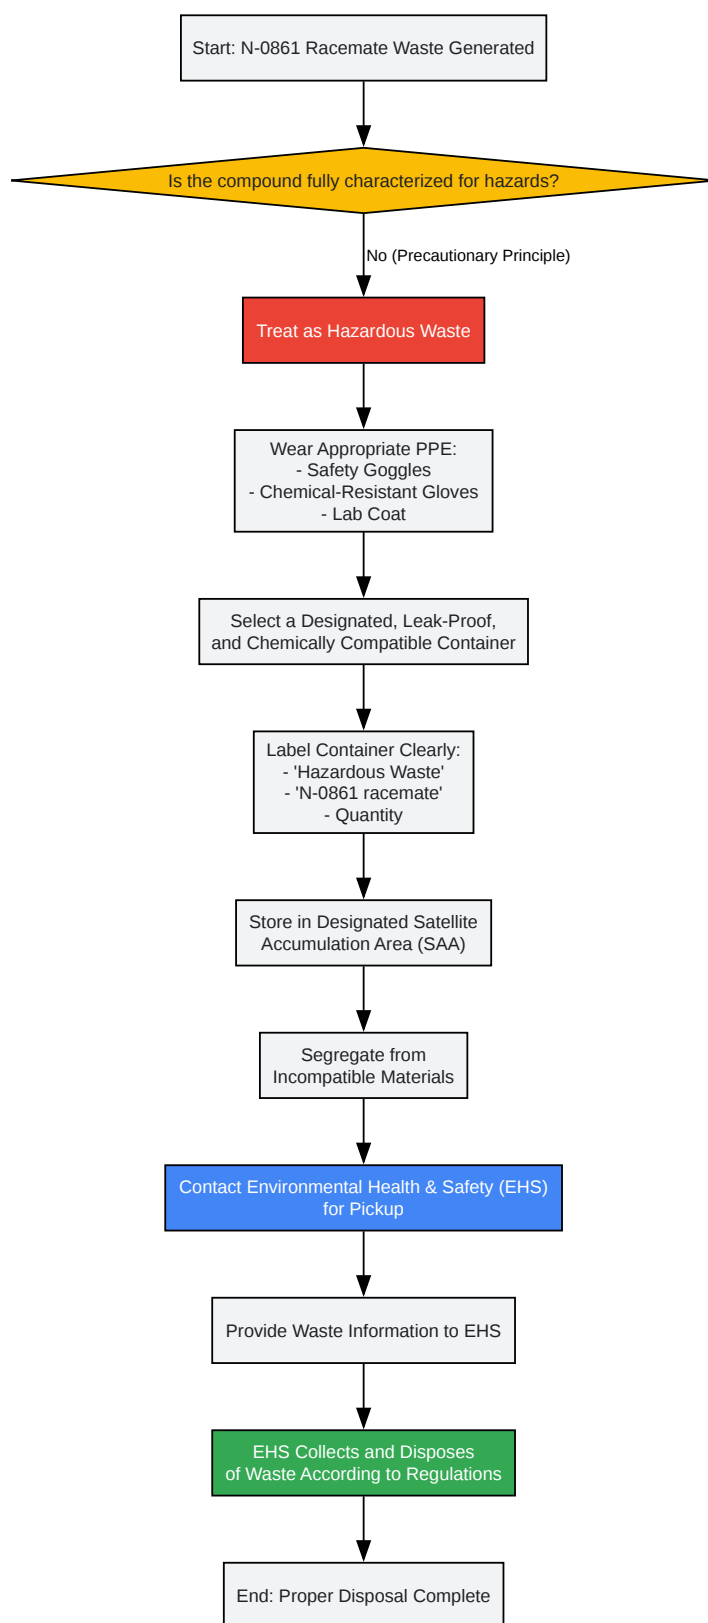 Start: N-0861 Racemate Waste Generated
Is the compound fully characterized for hazards?
No (Precautionary Principle)
Treat as Hazardous Waste
Wear Appropriate PPE:
- Safety Goggles
- Chemical-Resistant Gloves
- Lab Coat
Select a Designated, Leak-Proof,
and Chemically Compatible Container
Label Container Clearly:
- 'Hazardous Waste'
- 'N-0861 racemate'
- Quantity
Store in Designated Satellite
Accumulation Area (SAA)
Segregate from
Incompatible Materials
Contact Environmental Health & Safety (EHS)
for Pickup
Provide Waste Information to EHS
EHS Collects and Disposes
of Waste According to Regulations
End: Proper Disposal Complete